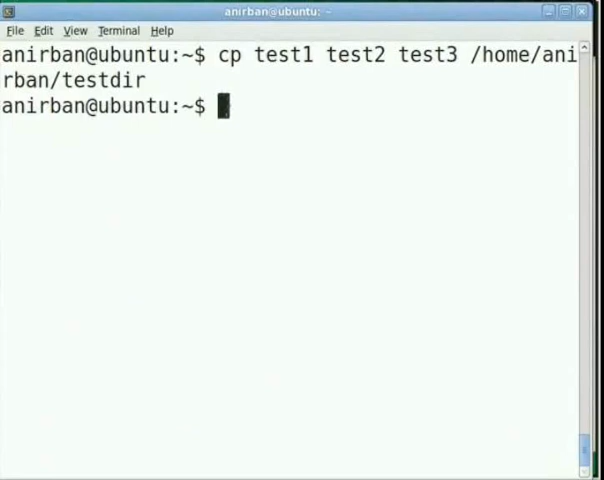 anirban@ubuntu: ~
File Edit View Terminal Help
anirban@ubuntu:~$ cp test1 test2 test3 /home/ani
rban/testdir
anirban@ubuntu:~$